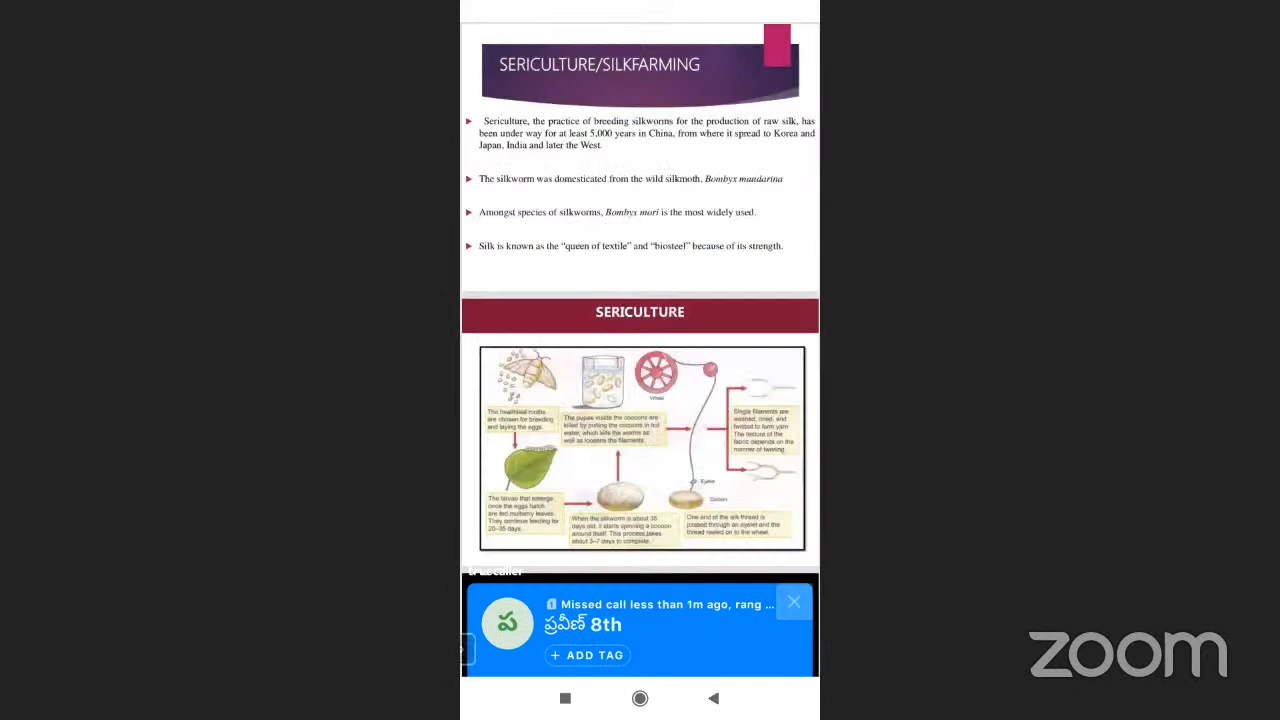 SERICULTURE/SILKFARMING
Sericulture, the practice of breeding silkworms for the production of raw silk, has
been under way for at least 5,000 years in China, from where it spread to Korea and
Japan, India and later the West.
The silkworm was domesticated from the wild silkmoth, Bombyx mandarina
Amongst species of silkworms, Bombyx mori is the most widely used.
Silk is known as the “queen of textile” and “biosteel” because of its strength.
SERICULTURE
Wheel
The healthiest moths
are chosen for breeding
and laying the eggs.
The pupae inside the cocoons are
killed by putting the cocoons in hot
water, which kills the worms as
well as loosens the filaments.
Single filaments are
washed, dried, and
twisted to form yarn.
The texture of the
fabric depends on the
manner of twisting.
Eyelet
Cocoon
The larvae that emerge
once the eggs hatch
are fed mulberry leaves.
They continue feeding for
20–35 days.
When the silkworm is about 35
days old, it starts spinning a cocoon
around itself. This process takes
about 3–7 days to complete.
One end of the silk thread is
passed through an eyelet and the
thread reeled on to the wheel.
truecaller
1 Missed call less than 1m ago, rang ...
ప
ప్రవీణ్ 8th
+ ADD TAG
zoom